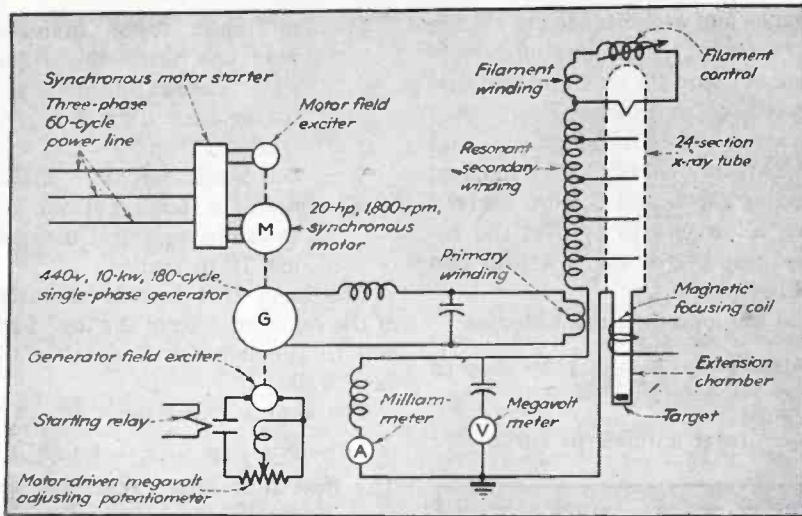 Synchronous motor starter
Three-phase
60-cycle
power line
Motor field
exciter
M
20-hp, 1,800-rpm,
synchronous
motor
440v, 10-kw, 180-cycle,
single-phase generator
G
Generator field exciter
Starting relay
Motor-driven megavolt
adjusting potentiometer
Filament
winding
Filament
control
Resonant
secondary
winding
24-section
x-ray tube
Primary
winding
Magnetic
focusing coil
Extension
chamber
Target
Milliam-
meter
A
Megavolt
meter
V